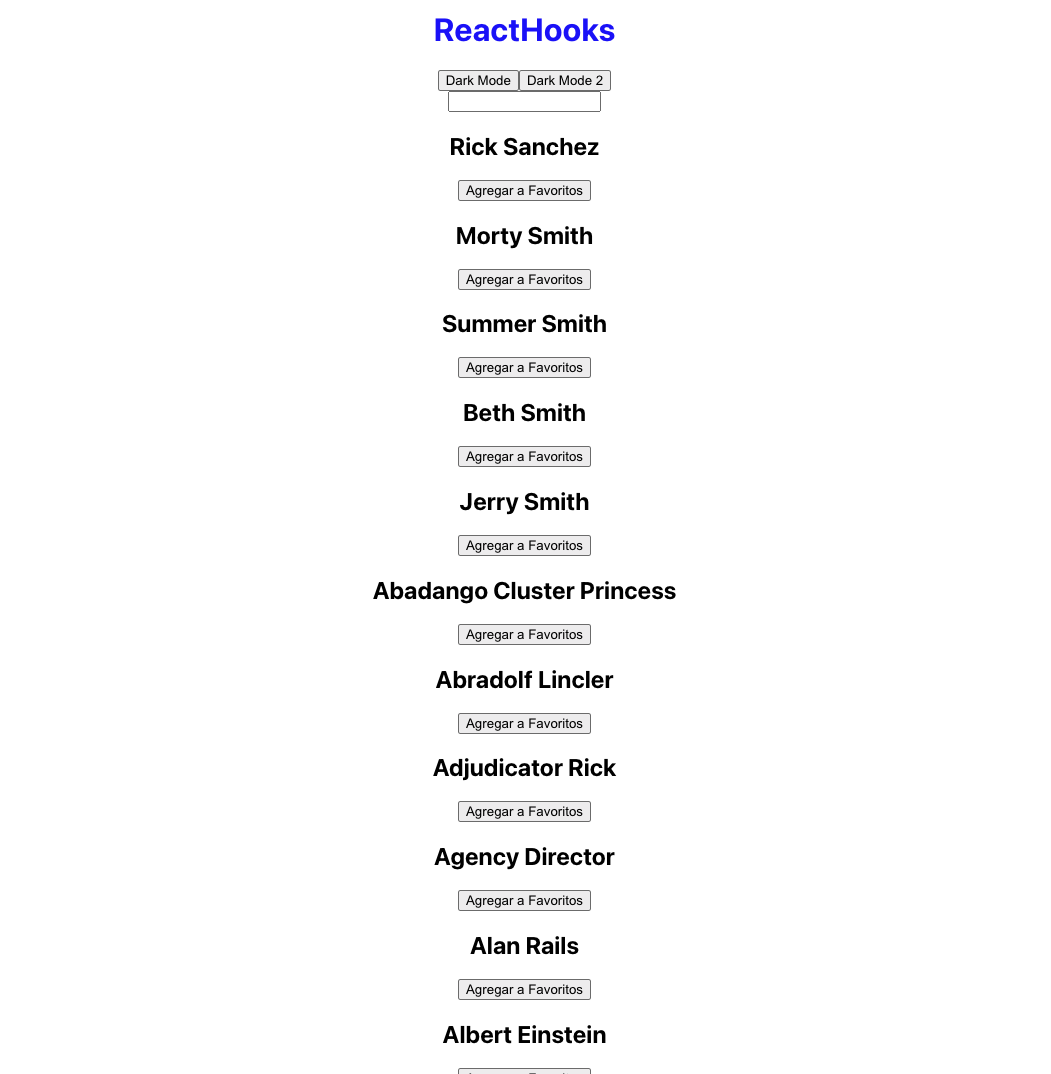 ReactHooks
Dark Mode Dark Mode 2
Rick Sanchez
Agregar a Favoritos
Morty Smith
Agregar a Favoritos
Summer Smith
Agregar a Favoritos
Beth Smith
Agregar a Favoritos
Jerry Smith
Agregar a Favoritos
Abadango Cluster Princess
Agregar a Favoritos
Abradolf Lincler
Agregar a Favoritos
Adjudicator Rick
Agregar a Favoritos
Agency Director
Agregar a Favoritos
Alan Rails
Agregar a Favoritos
Albert Einstein